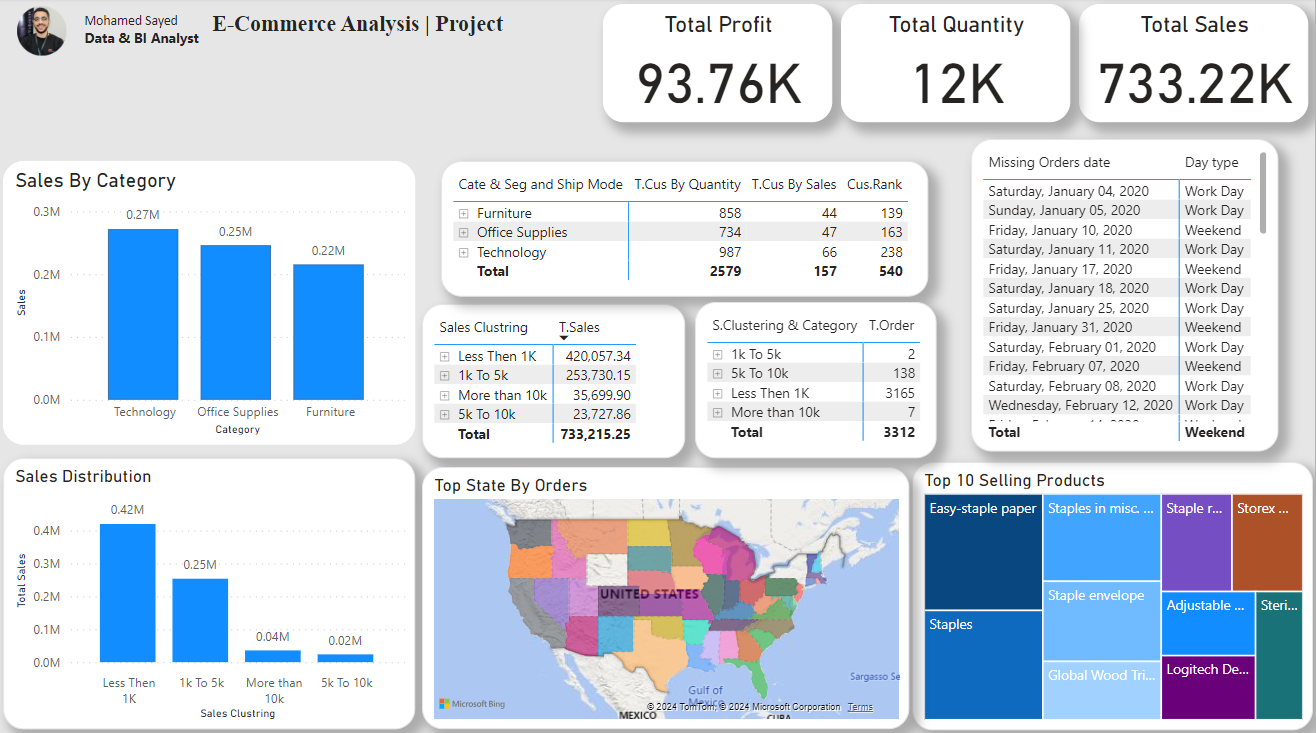 Mohamed Sayed
Data & BI Analyst
E-Commerce Analysis | Project
Total Profit
93.76K
Total Quantity
12K
Total Sales
733.22K
Sales By Category
Sales
0.3M
0.2M
0.1M
0.0M
0.27M
0.25M
0.22M
Technology
Office Supplies
Furniture
Category
Cate & Seg and Ship Mode T.Cus By Quantity T.Cus By Sales Cus.Rank
Furniture 858 44 139
Office Supplies 734 47 163
Technology 987 66 238
Total 2579 157 540
Sales Clustring T.Sales
Less Then 1K 420,057.34
1k To 5k 253,730.15
More than 10k 35,699.90
5k To 10k 23,727.86
Total 733,215.25
S.Clustering & Category T.Order
1k To 5k 2
5k To 10k 138
Less Then 1K 3165
More than 10k 7
Total 3312
Missing Orders date Day type
Saturday, January 04, 2020 Work Day
Sunday, January 05, 2020 Work Day
Friday, January 10, 2020 Weekend
Saturday, January 11, 2020 Work Day
Friday, January 17, 2020 Weekend
Saturday, January 18, 2020 Work Day
Saturday, January 25, 2020 Work Day
Friday, January 31, 2020 Weekend
Saturday, February 01, 2020 Work Day
Friday, February 07, 2020 Weekend
Saturday, February 08, 2020 Work Day
Wednesday, February 12, 2020 Work Day
Total Weekend
Sales Distribution
Total Sales
0.4M
0.3M
0.2M
0.1M
0.0M
0.42M
0.25M
0.04M
0.02M
Less Then
1K
1k To 5k
More than
10k
5k To 10k
Sales Clustring
Top State By Orders
UNITED STATES
Sargasso Se
Gulf of
Mexico
MEXICO
CUBA
Microsoft Bing
© 2024 TomTom, © 2024 Microsoft Corporation Terms
Top 10 Selling Products
Easy-staple paper
Staples
Staples in misc. ...
Staple envelope
Global Wood Tri...
Staple r...
Storex ...
Adjustable ...
Logitech De...
Steri...